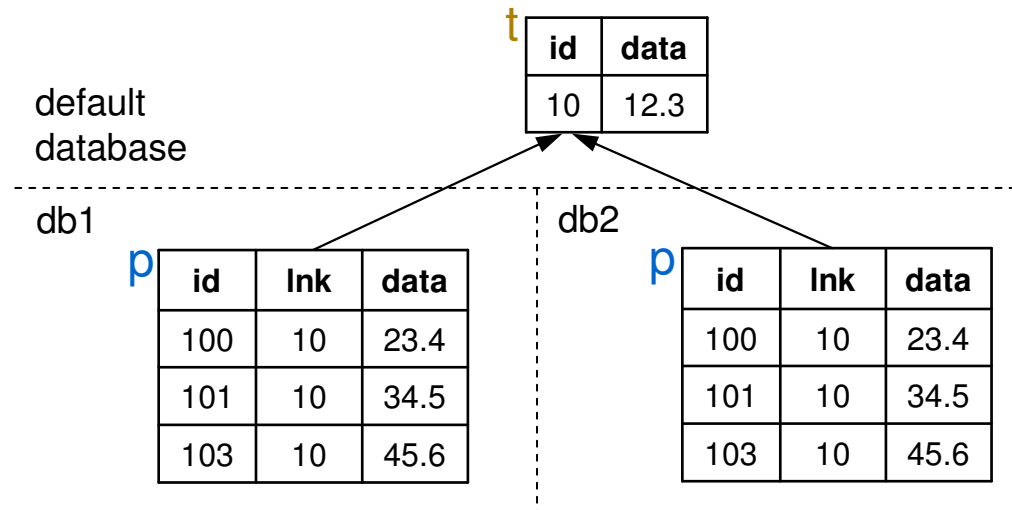 t
id data
10 12.3
default
database
db1
p
id lnk data
100 10 23.4
101 10 34.5
103 10 45.6
db2
p
id lnk data
100 10 23.4
101 10 34.5
103 10 45.6